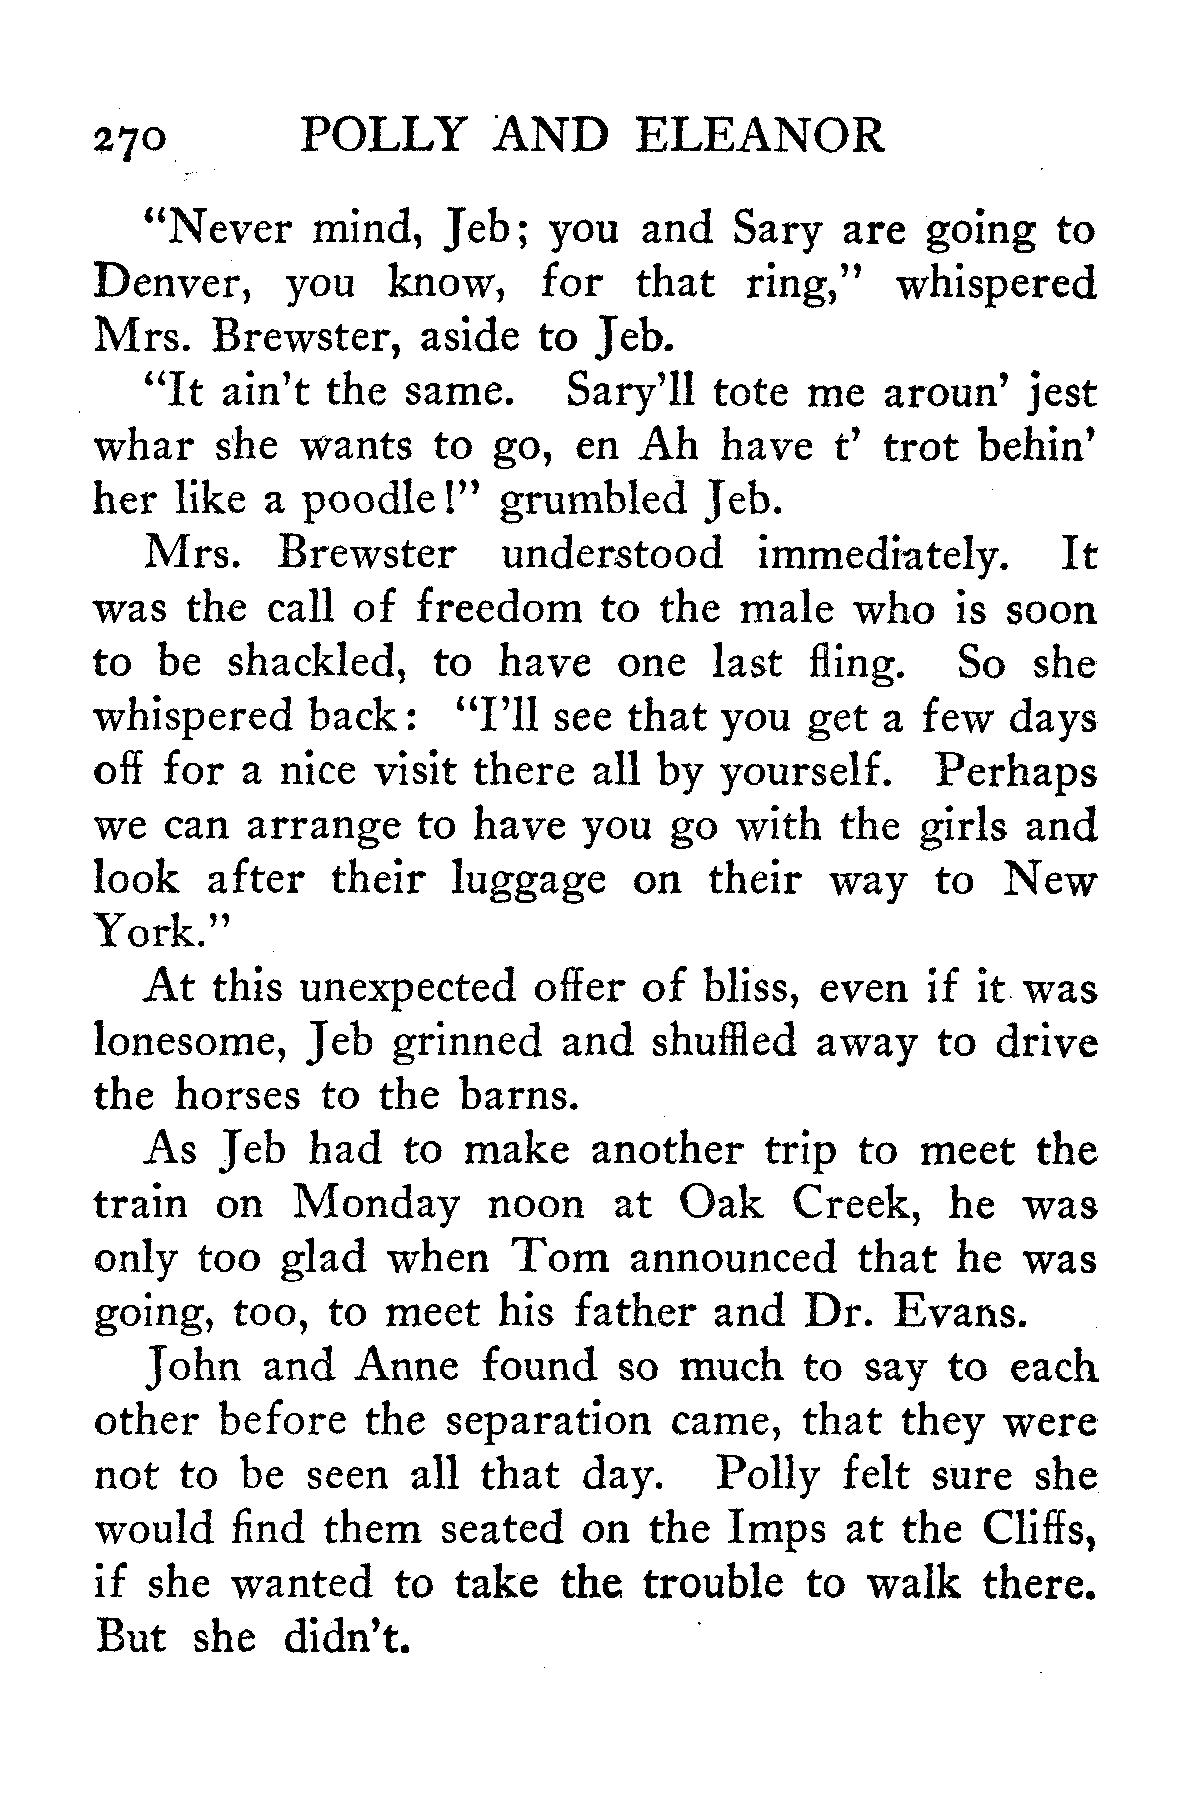 270 POLLY AND ELEANOR
“Never mind, Jeb; you and Sary are going to
Denver, you know, for that ring,” whispered
Mrs. Brewster, aside to Jeb.
“It ain’t the same. Sary’ll tote me aroun’ jest
whar she wants to go, en Ah have t’ trot behin’
her like a poodle!” grumbled Jeb.
Mrs. Brewster understood immediately. It
was the call of freedom to the male who is soon
to be shackled, to have one last fling. So she
whispered back: “I’ll see that you get a few days
off for a nice visit there all by yourself. Perhaps
we can arrange to have you go with the girls and
look after their luggage on their way to New
York.”
At this unexpected offer of bliss, even if it was
lonesome, Jeb grinned and shuffled away to drive
the horses to the barns.
As Jeb had to make another trip to meet the
train on Monday noon at Oak Creek, he was
only too glad when Tom announced that he was
going, too, to meet his father and Dr. Evans.
John and Anne found so much to say to each
other before the separation came, that they were
not to be seen all that day. Polly felt sure she
would find them seated on the Imps at the Cliffs,
if she wanted to take the trouble to walk there.
But she didn’t.